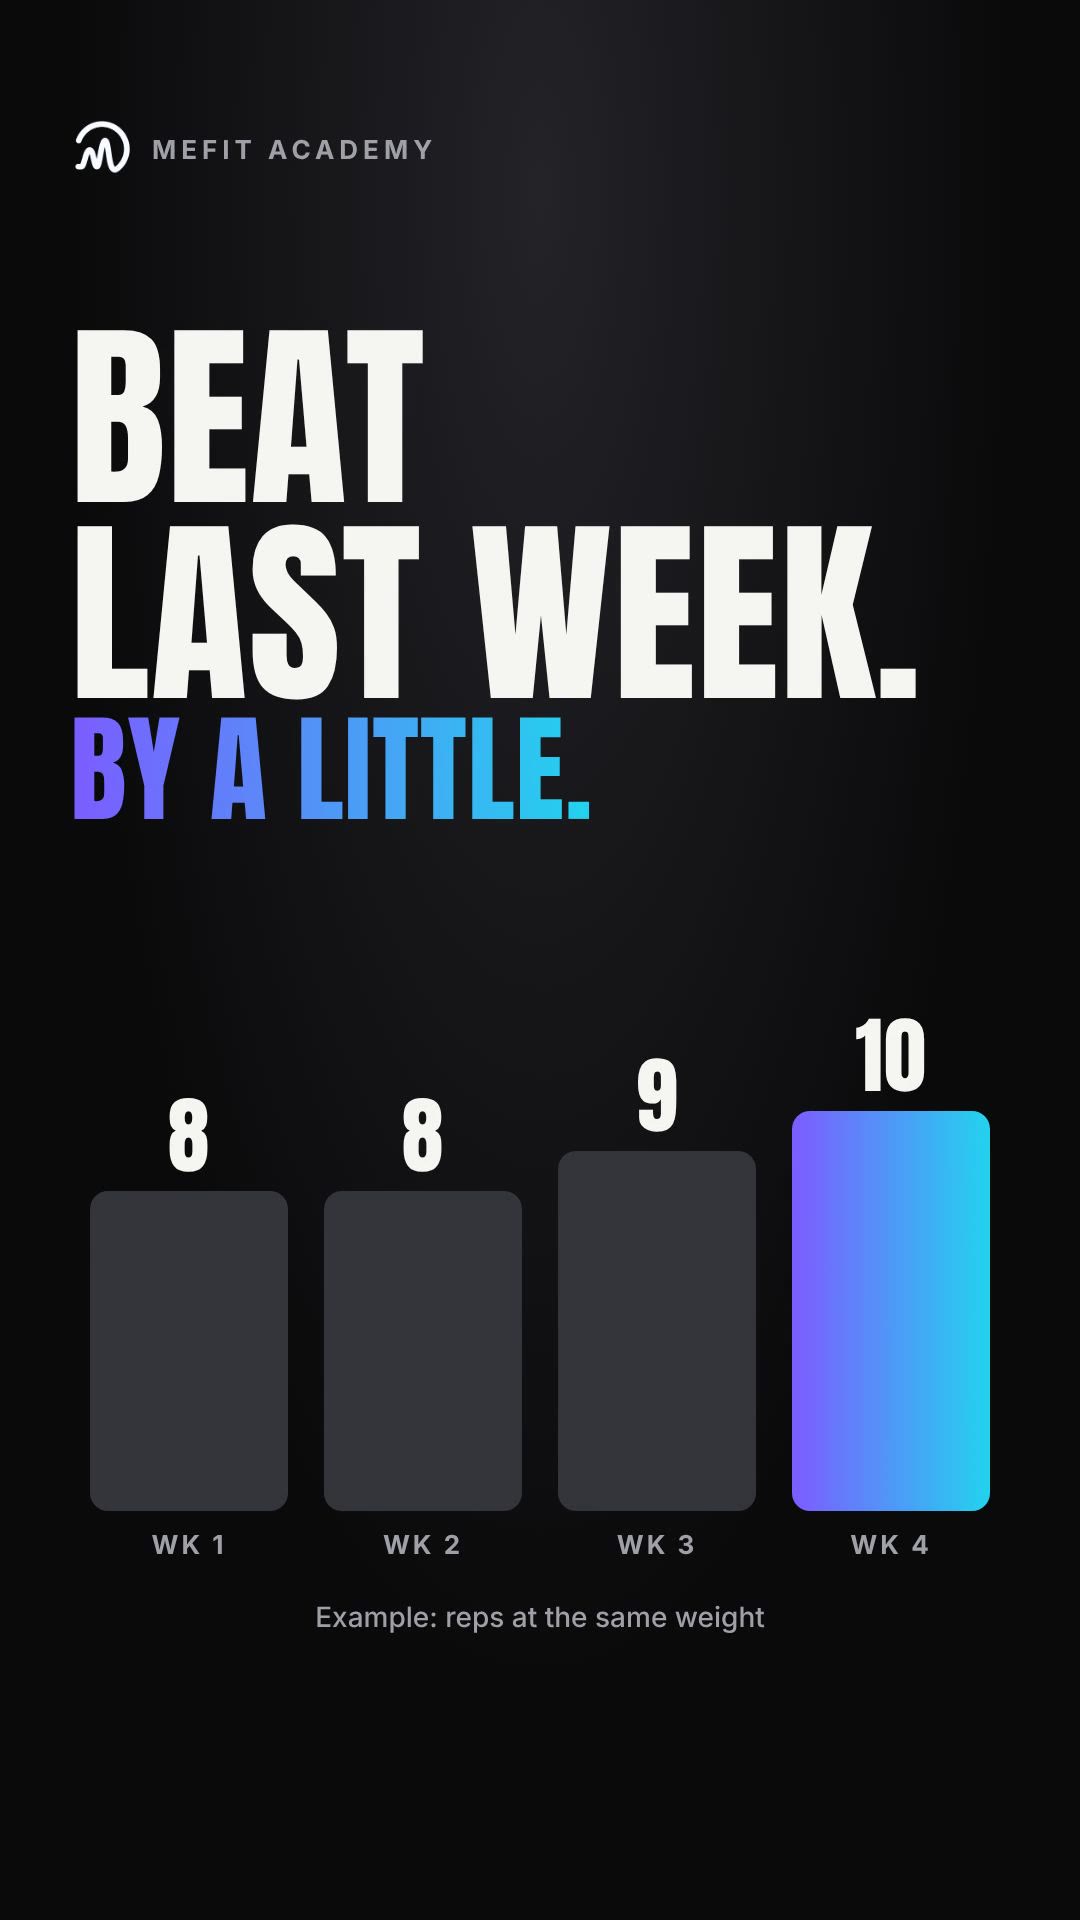 MEFIT ACADEMY
BEAT
LAST WEEK.
BY A LITTLE.
8
8
9
10
WK 1
WK 2
WK 3
WK 4
Example: reps at the same weight